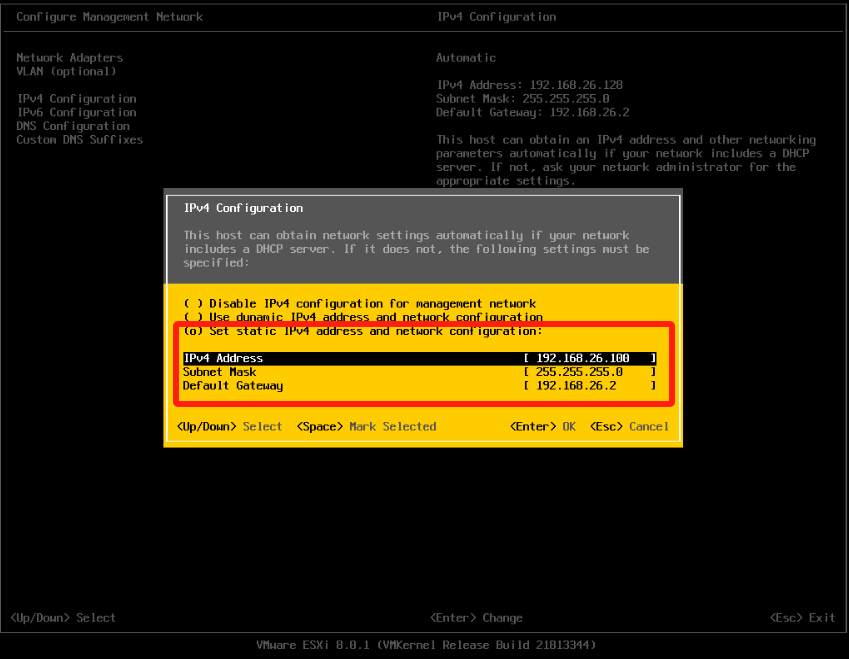 Configure Management Network
IPv4 Configuration
Network Adapters
VLAN (optional)
IPv4 Configuration
IPv6 Configuration
DNS Configuration
Custom DNS Suffixes
Automatic
IPv4 Address: 192.168.26.128
Subnet Mask: 255.255.255.0
Default Gateway: 192.168.26.2
This host can obtain an IPv4 address and other networking
parameters automatically if your network includes a DHCP
server. If not, ask your network administrator for the
appropriate settings.
IPv4 Configuration
This host can obtain network settings automatically if your network
includes a DHCP server. If it does not, the following settings must be
specified:
( ) Disable IPv4 configuration for management network
( ) Use dynamic IPv4 address and network configuration
(o) Set static IPv4 address and network configuration:
IPv4 Address [ 192.168.26.100 ]
Subnet Mask [ 255.255.255.0 ]
Default Gateway [ 192.168.26.2 ]
<Up/Down> Select <Space> Mark Selected <Enter> OK <Esc> Cancel
<Up/Down> Select <Enter> Change <Esc> Exit
VMware ESXi 8.0.1 (VMKernel Release Build 21813344)